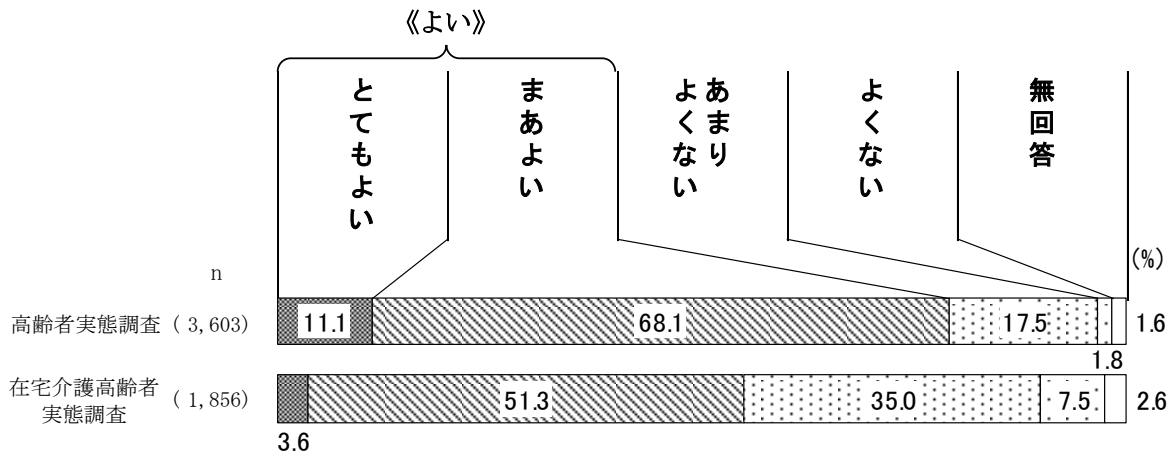 《よい》
とてもよい
まあよい
あまり
よくない
よくない
無回答
(%)
n
高齢者実態調査 ( 3,603)
11.1
68.1
17.5
1.8
1.6
在宅介護高齢者
実態調査
( 1,856)
3.6
51.3
35.0
7.5
2.6